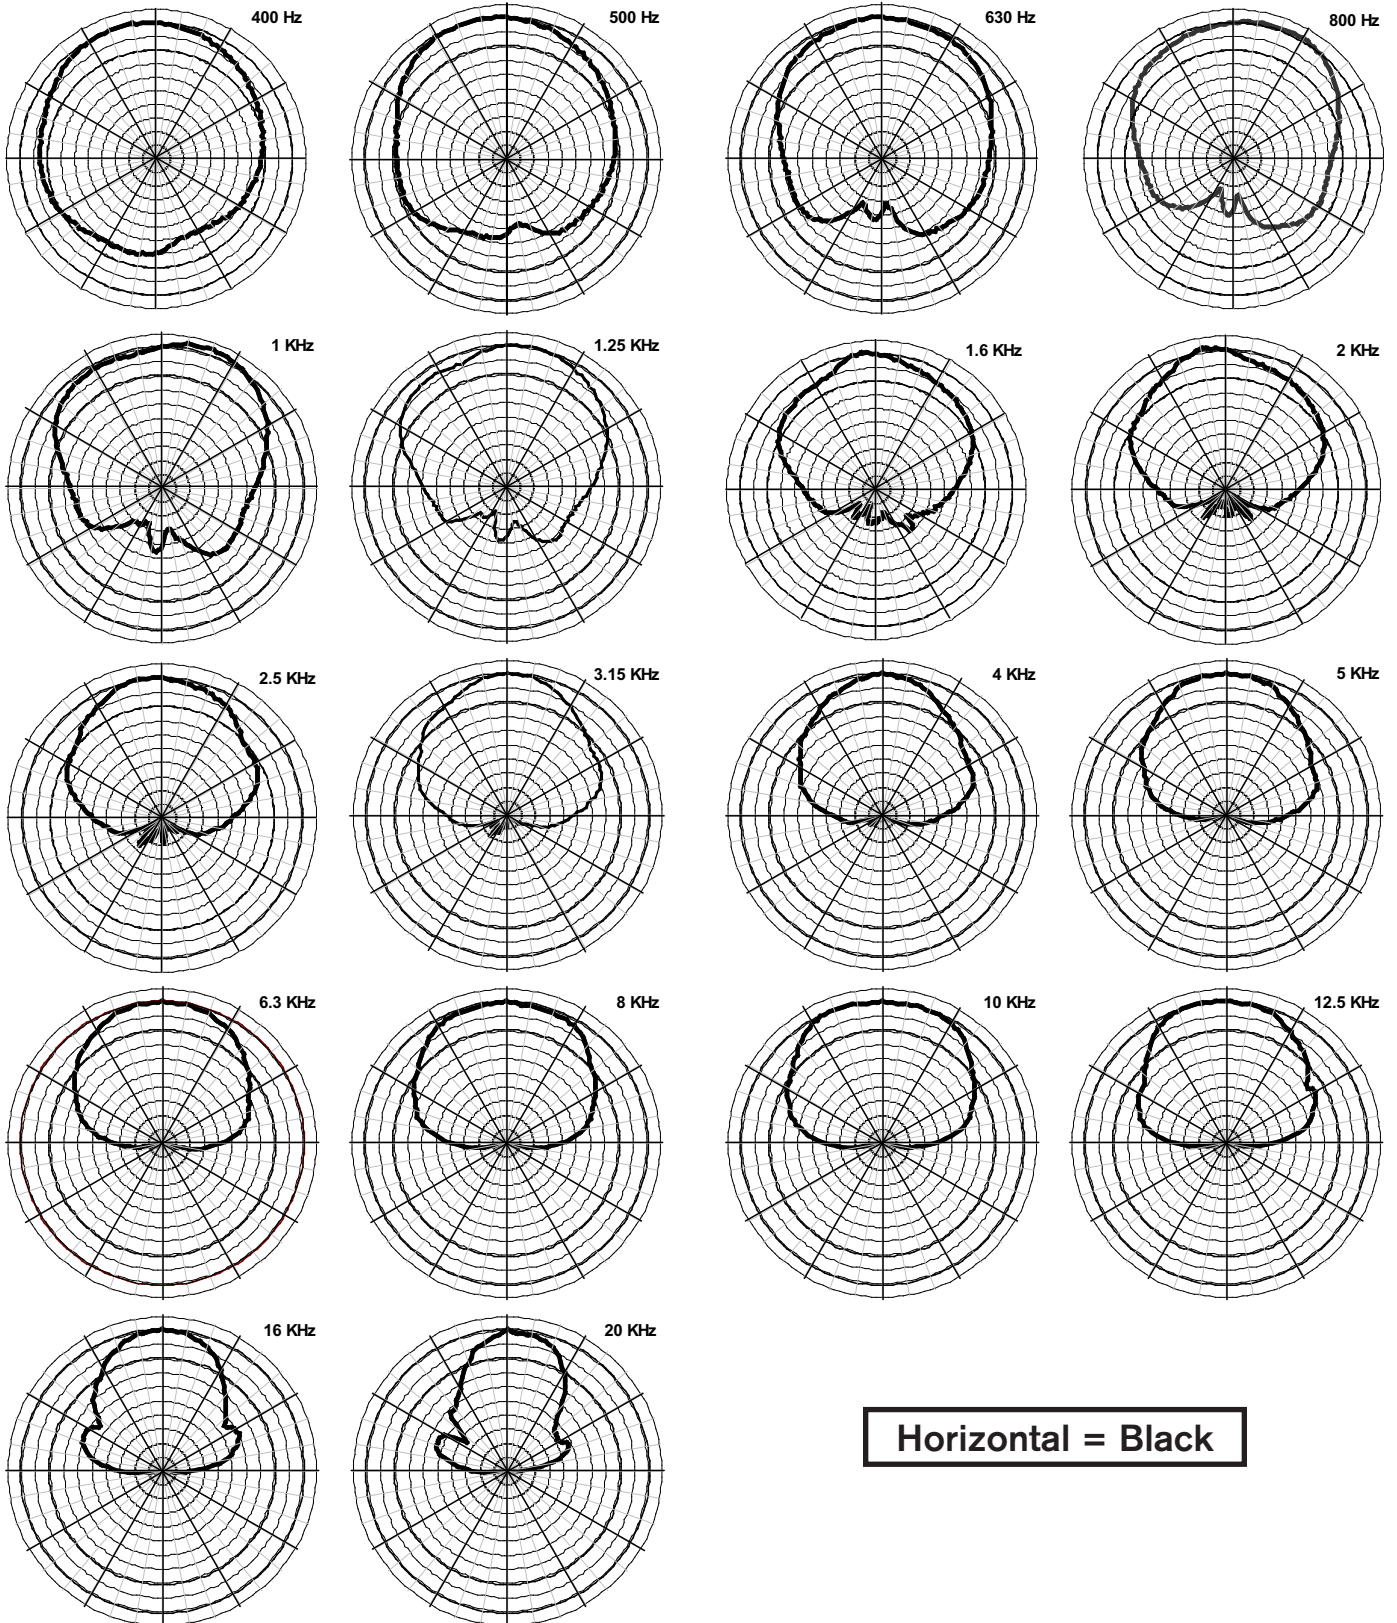 400 Hz
500 Hz
630 Hz
800 Hz
1 KHz
1.25 KHz
1.6 KHz
2 KHz
2.5 KHz
3.15 KHz
4 KHz
5 KHz
6.3 KHz
8 KHz
10 KHz
12.5 KHz
16 KHz
20 KHz
Horizontal = Black